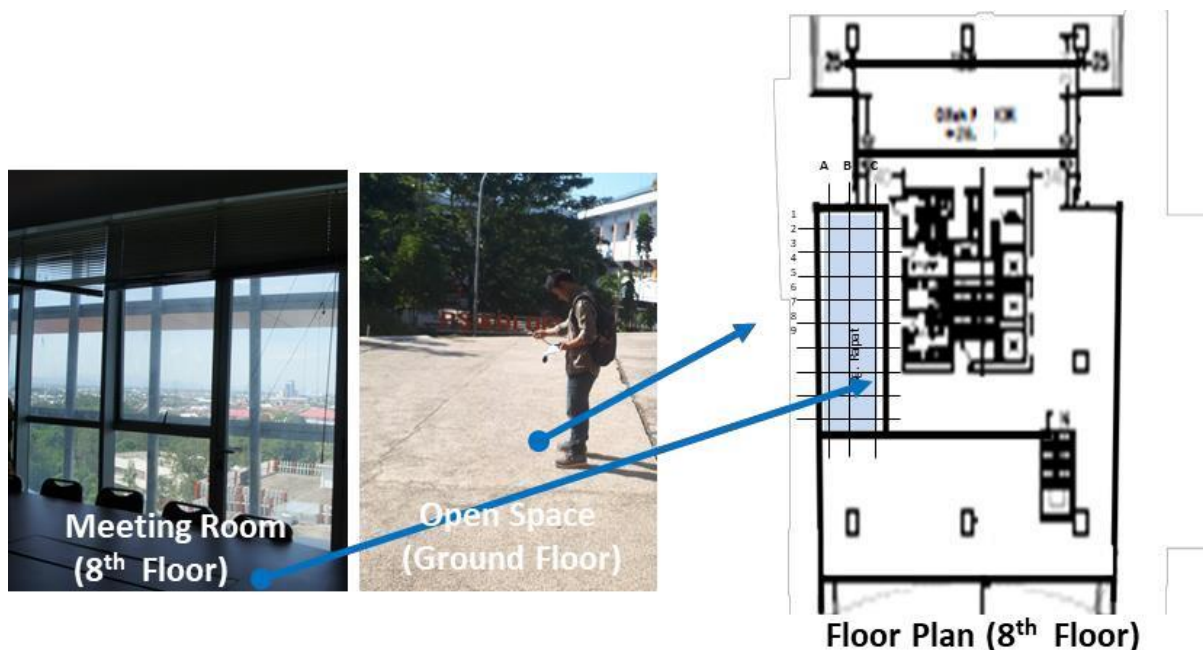 Meeting Room
(8th Floor)
Open Space
(Ground Floor)
A B C
1
2
3
4
5
6
7
8
9
Rapat
Floor Plan (8th Floor)